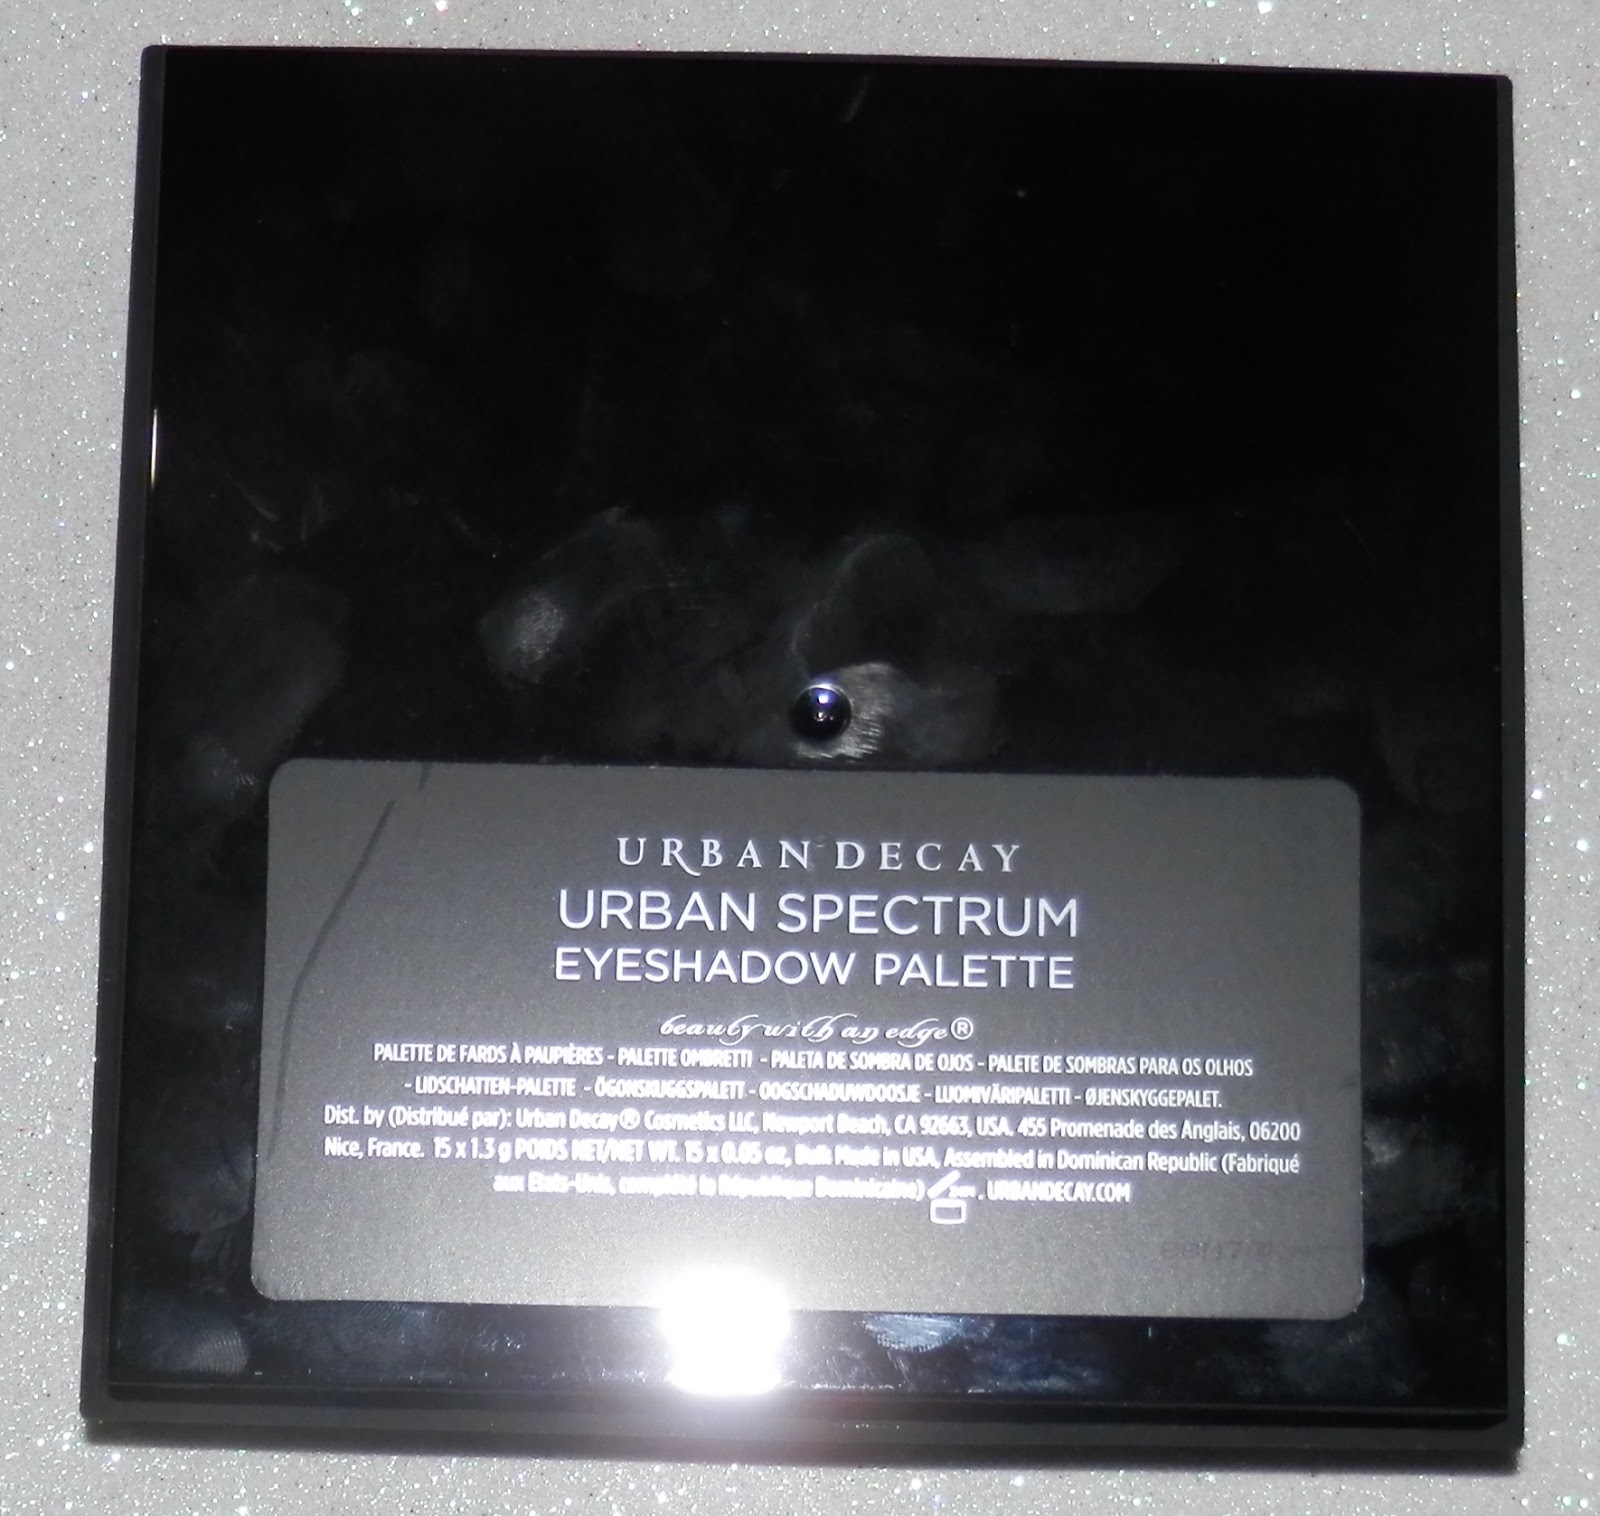 URBAN DECAY
URBAN SPECTRUM
EYESHADOW PALETTE
beauty with an edge®
PALETTE DE FARDS À PAUPIÈRES - PALETTE OMBRETTI - PALETA DE SOMBRA DE OJOS - PALETE DE SOMBRAS PARA OS OLHOS
- LIDSCHATTEN-PALETTE - ÖGONSKUGGSPALETT - OOGSCHADUWDOOSJE - LUOMIVÄRIPALETTI - ØJENSKYGGEPALET.
Dist. by (Distribué par): Urban Decay® Cosmetics LLC, Newport Beach, CA 92663, USA. 455 Promenade des Anglais, 06200
Nice, France. 15 x 1.3 g POIDS NET/NET WT. 15 x 0.05 oz, Bulk Made in USA, Assembled in Dominican Republic (Fabriqué
aux Etats-Unis, complété in République Dominicaine) . URBANDECAY.COM